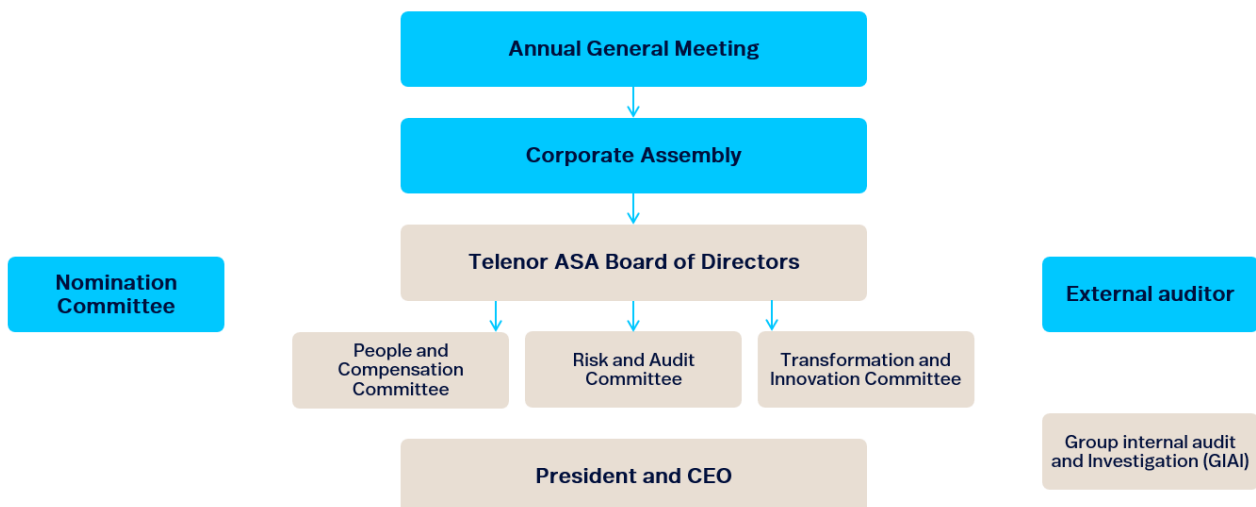 Annual General Meeting
Corporate Assembly
Telenor ASA Board of Directors
Nomination
Committee
External auditor
People and
Compensation
Committee
Risk and Audit
Committee
Transformation and
Innovation Committee
Group internal audit
and Investigation (GIAI)
President and CEO